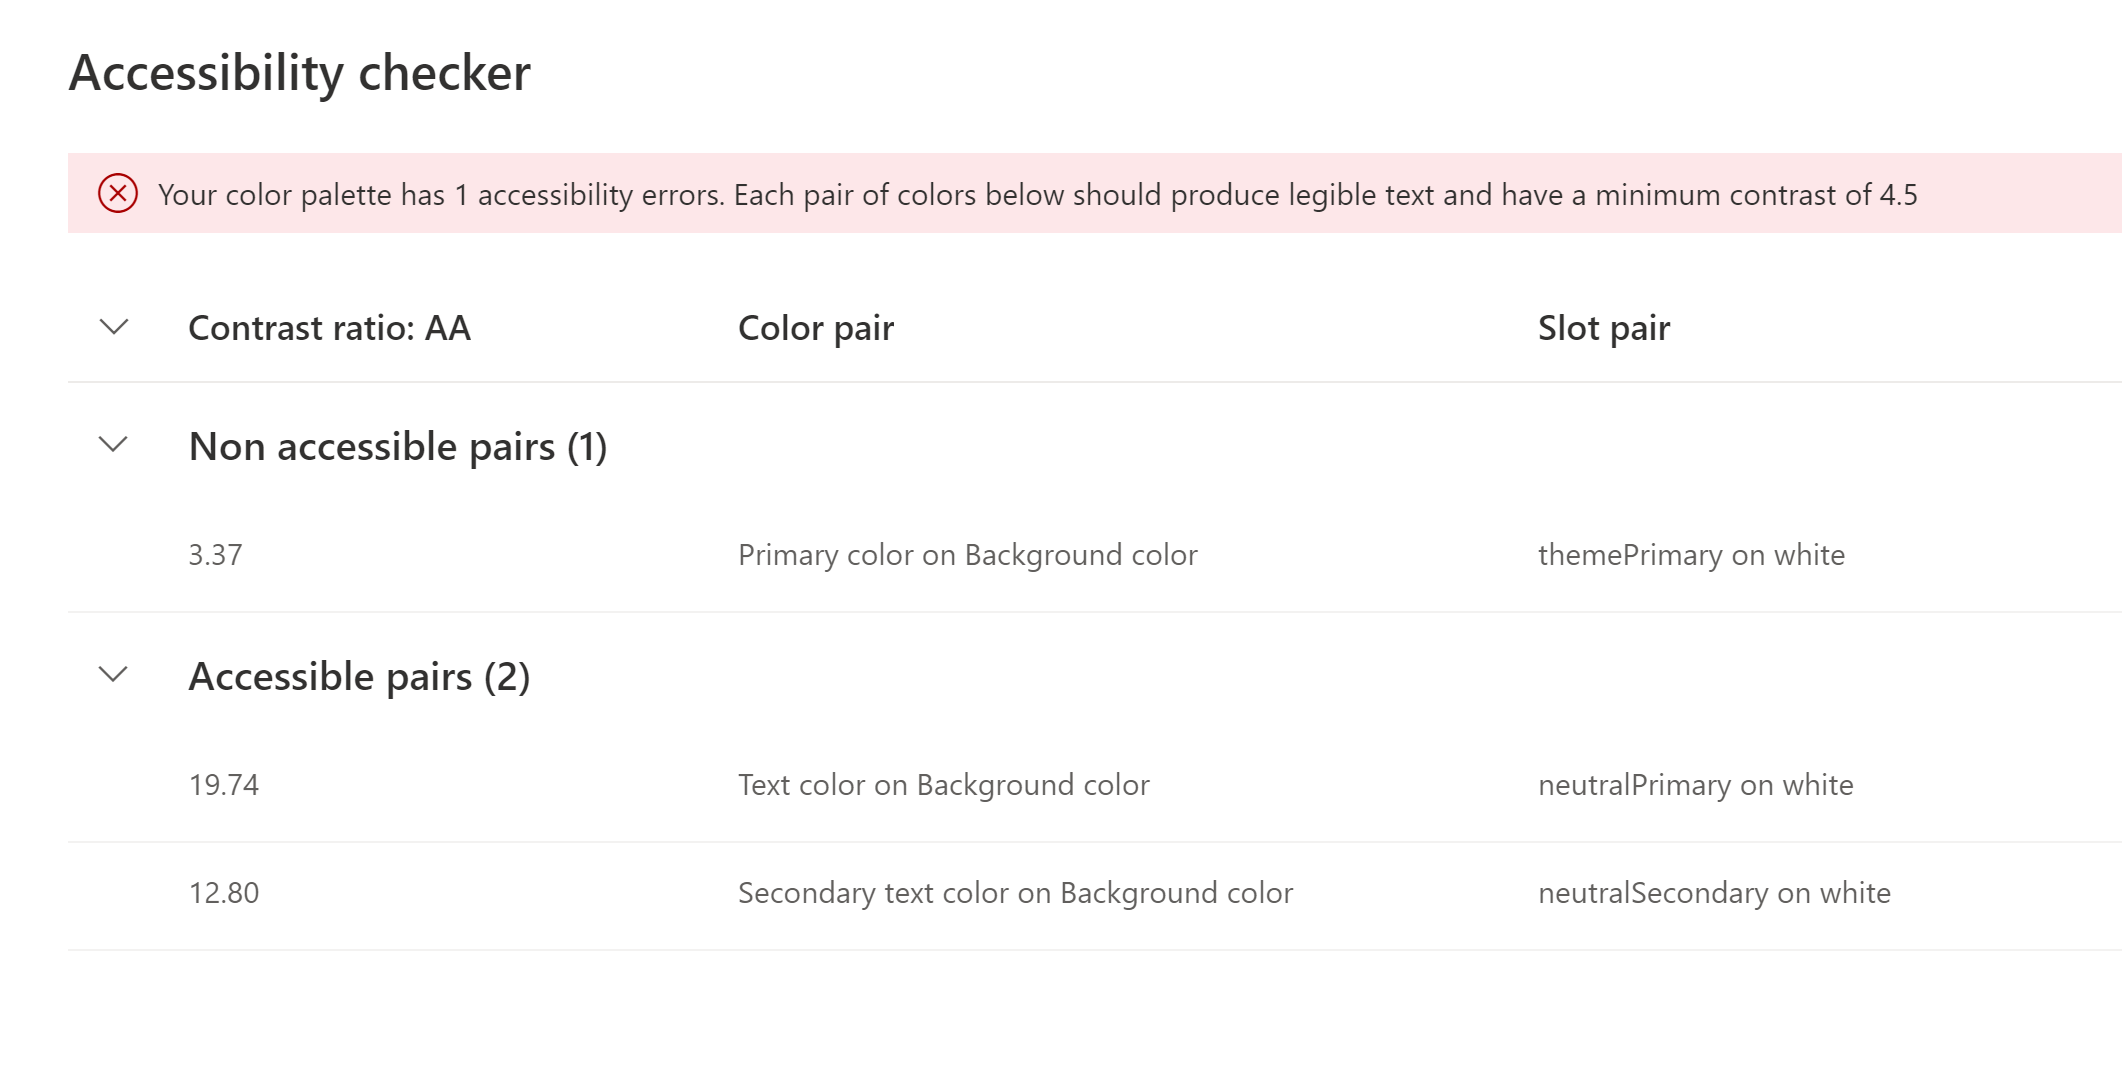 Accessibility checker
Your color palette has 1 accessibility errors. Each pair of colors below should produce legible text and have a minimum contrast of 4.5
Contrast ratio: AA Color pair Slot pair
Non accessible pairs (1)
3.37 Primary color on Background color themePrimary on white
Accessible pairs (2)
19.74 Text color on Background color neutralPrimary on white
12.80 Secondary text color on Background color neutralSecondary on white